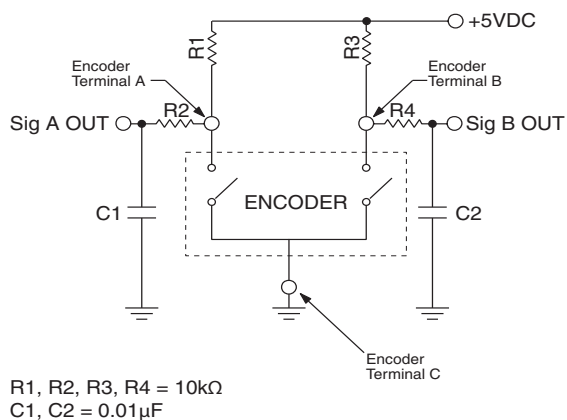 +5VDC
R1
R3
Encoder
Terminal A
Encoder
Terminal B
R2
R4
Sig A OUT
Sig B OUT
ENCODER
C1
C2
Encoder
Terminal C
R1, R2, R3, R4 = 10kΩ
C1, C2 = 0.01µF